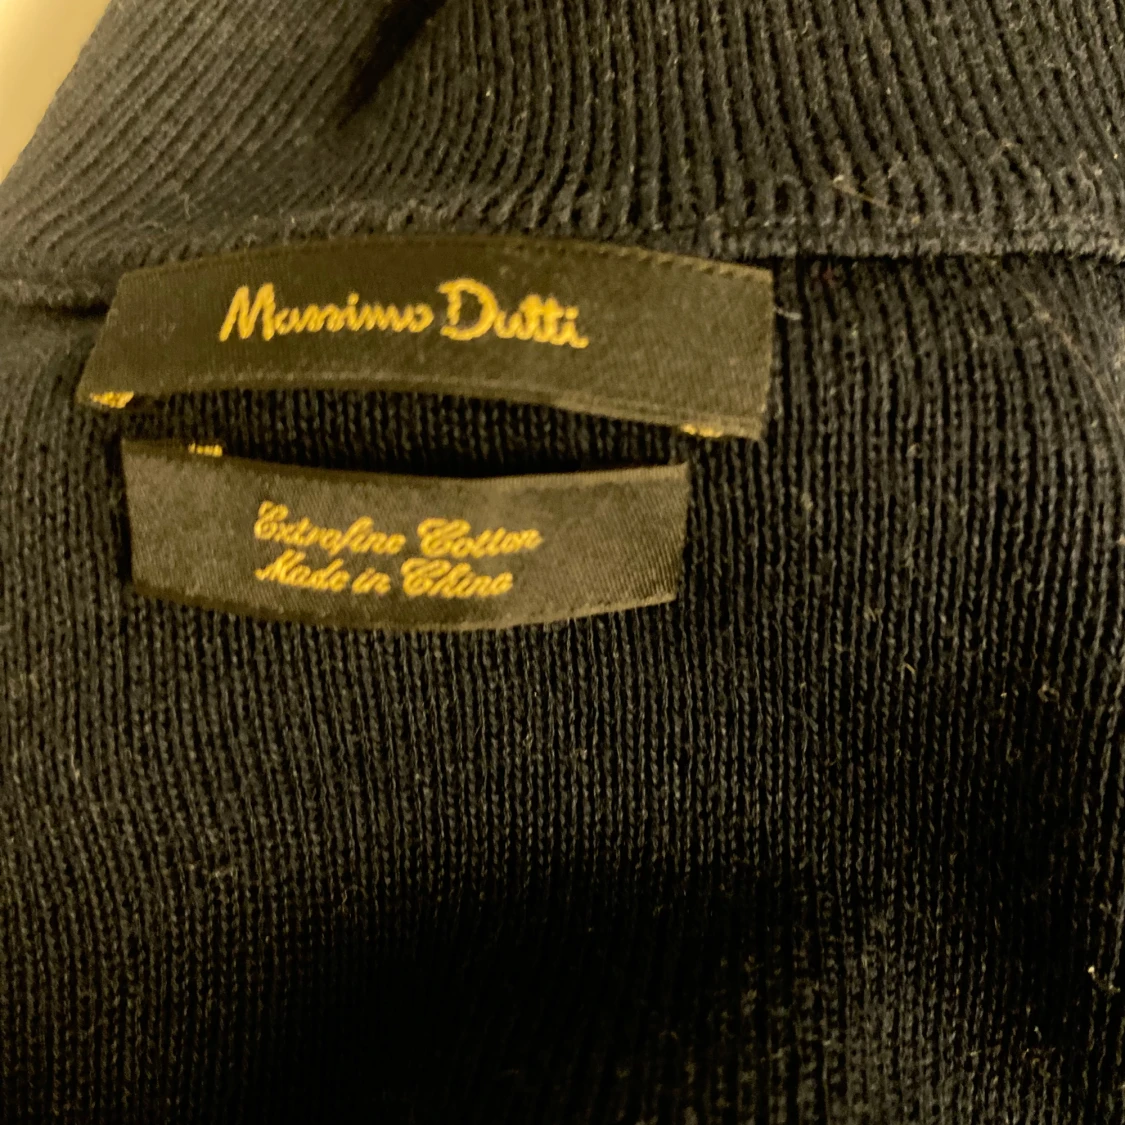 Massimo Dutti
Extrafine Cotton
Made in China